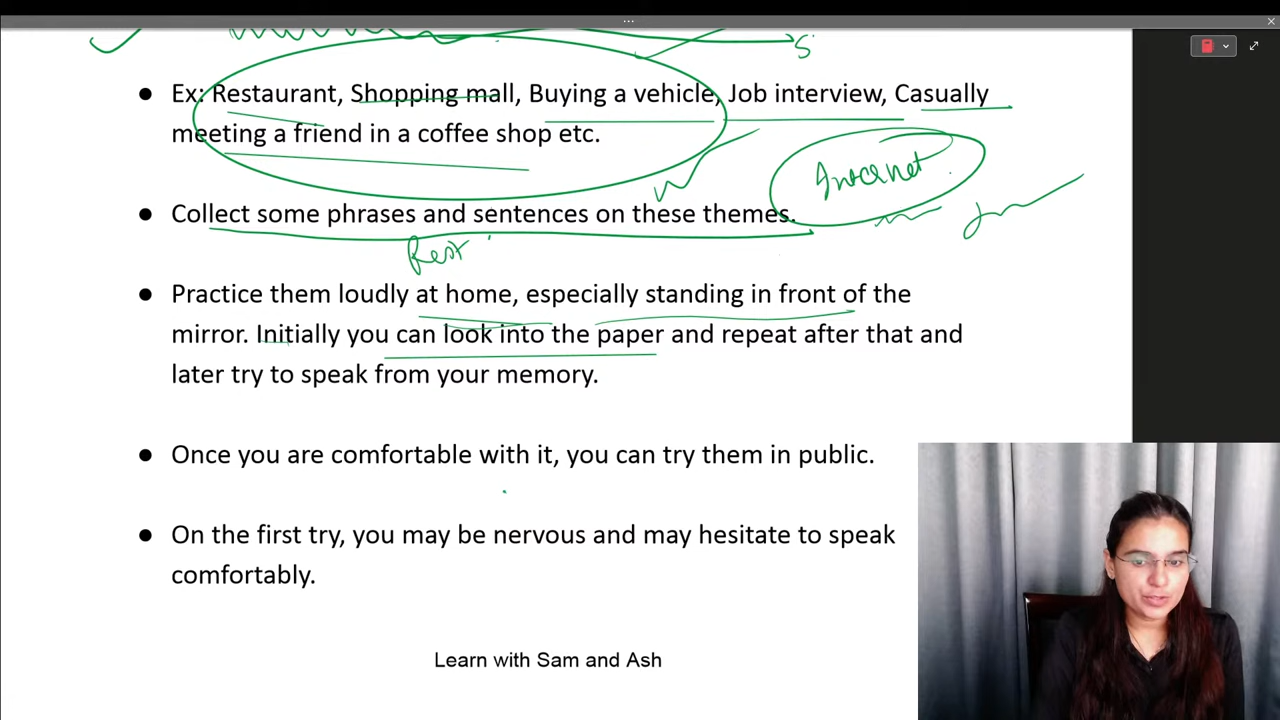 ● Ex: Restaurant, Shopping mall, Buying a vehicle, Job interview, Casually
meeting a friend in a coffee shop etc.
Internet
● Collect some phrases and sentences on these themes.
Rest
● Practice them loudly at home, especially standing in front of the
mirror. Initially you can look into the paper and repeat after that and
later try to speak from your memory.
● Once you are comfortable with it, you can try them in public.
● On the first try, you may be nervous and may hesitate to speak
comfortably.
Learn with Sam and Ash